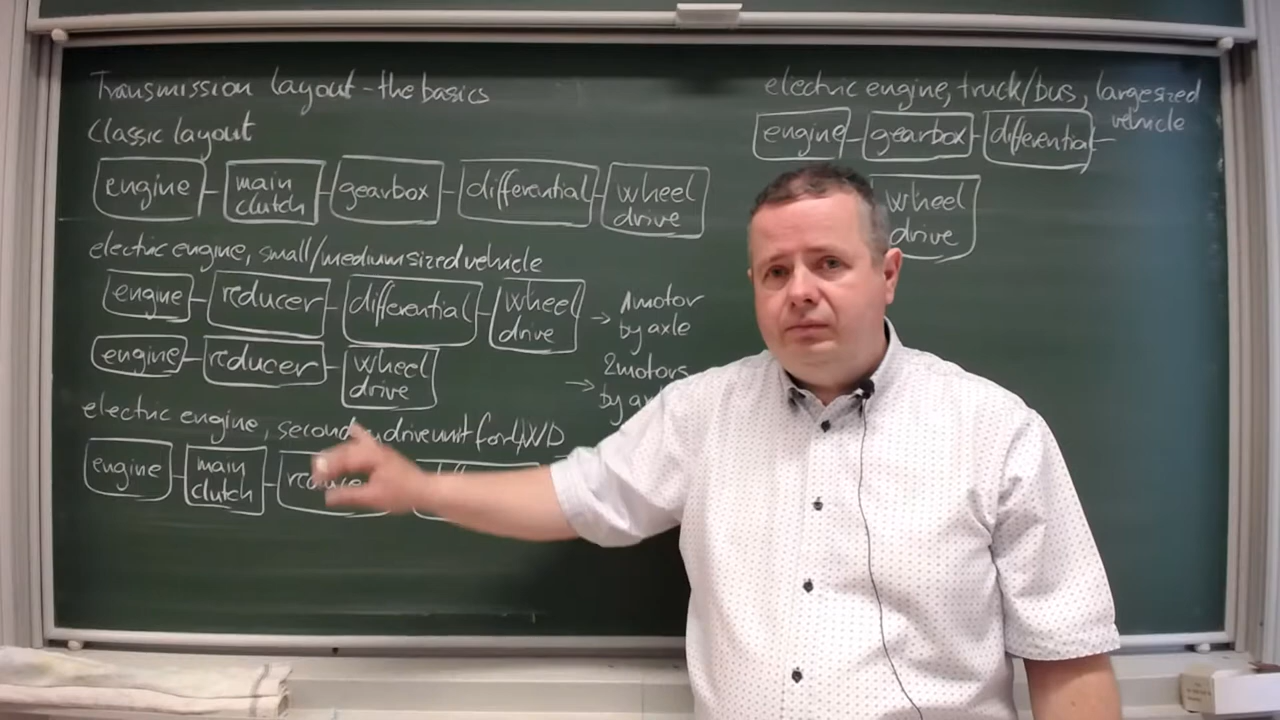 Transmission layout - the basics
Classic layout
engine main clutch gearbox differential wheel drive
electric engine, small/medium sized vehicle
engine reducer differential wheel drive → 1 motor by axle
engine reducer wheel drive → 2 motors by
electric engine, drive unit for 4WD
engine main clutch
electric engine, truck/bus, large sized vehicle
engine gearbox differential
wheel drive